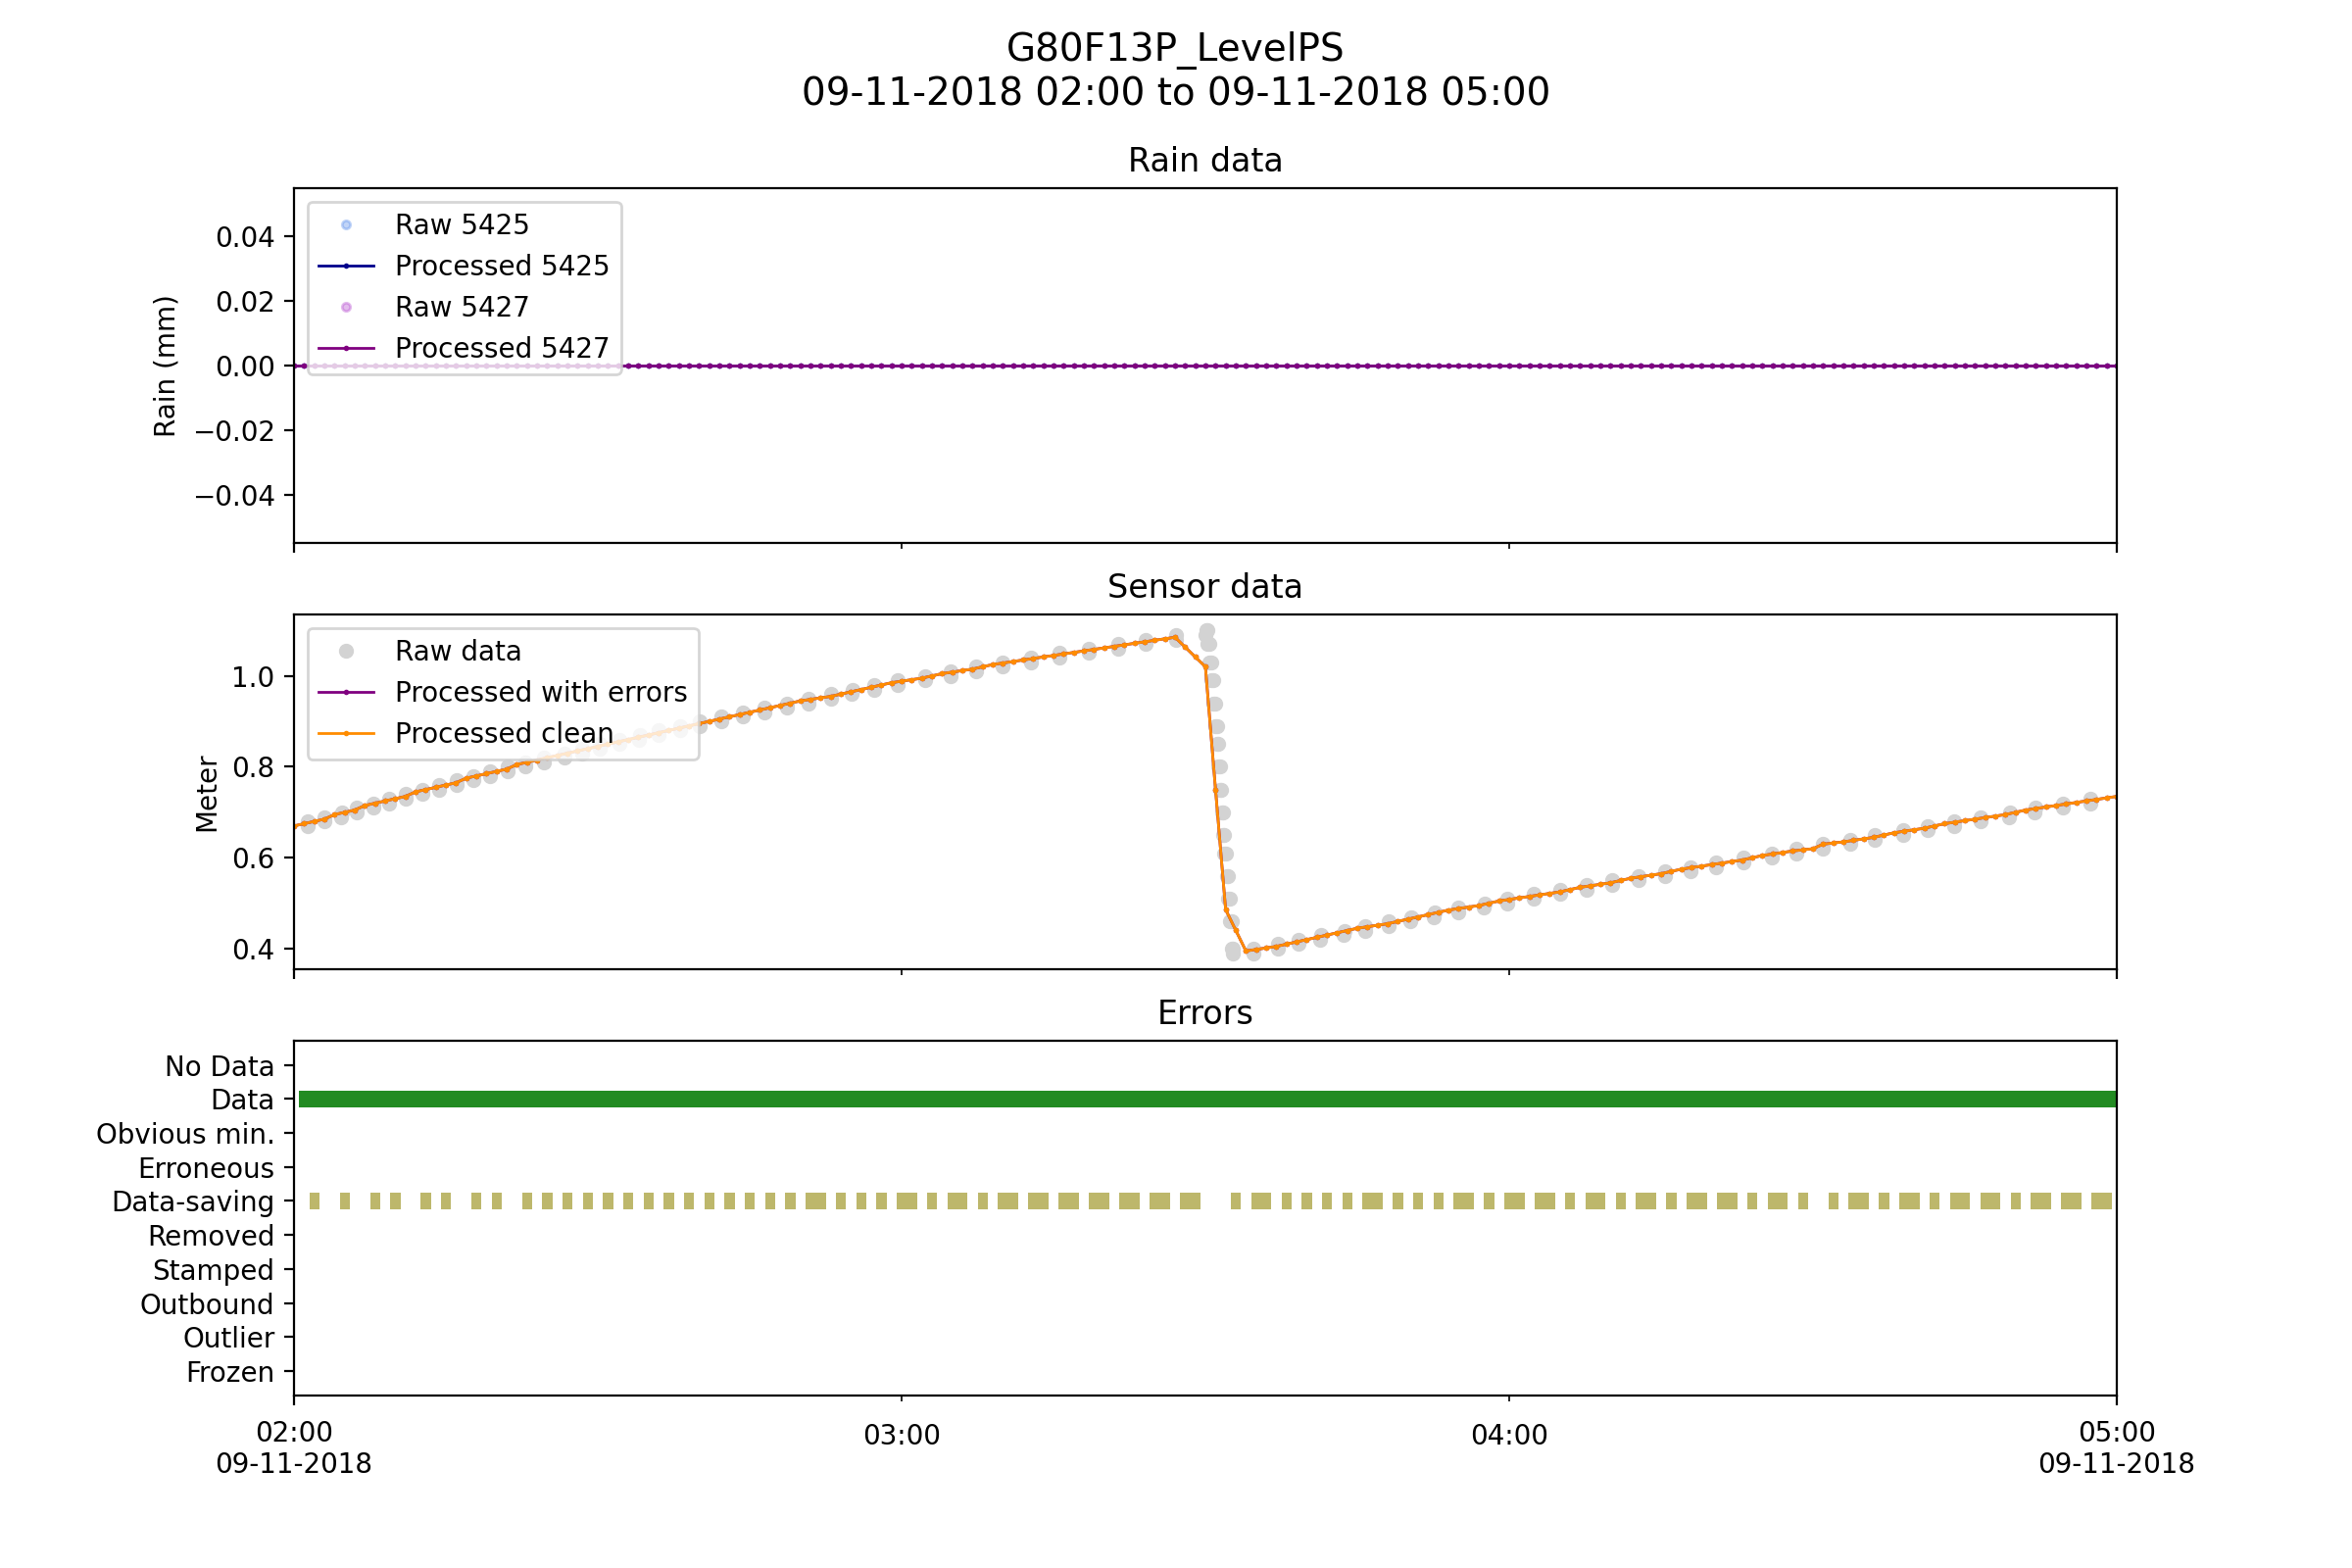 G80F13P_LevelPS
09-11-2018 02:00 to 09-11-2018 05:00
Rain data
Raw 5425
Processed 5425
Raw 5427
Processed 5427
0.04
0.02
0.00
−0.02
−0.04
Rain (mm)
Sensor data
Raw data
Processed with errors
Processed clean
1.0
0.8
0.6
0.4
Meter
Errors
No Data
Data
Obvious min.
Erroneous
Data-saving
Removed
Stamped
Outbound
Outlier
Frozen
02:00
09-11-2018
03:00
04:00
05:00
09-11-2018